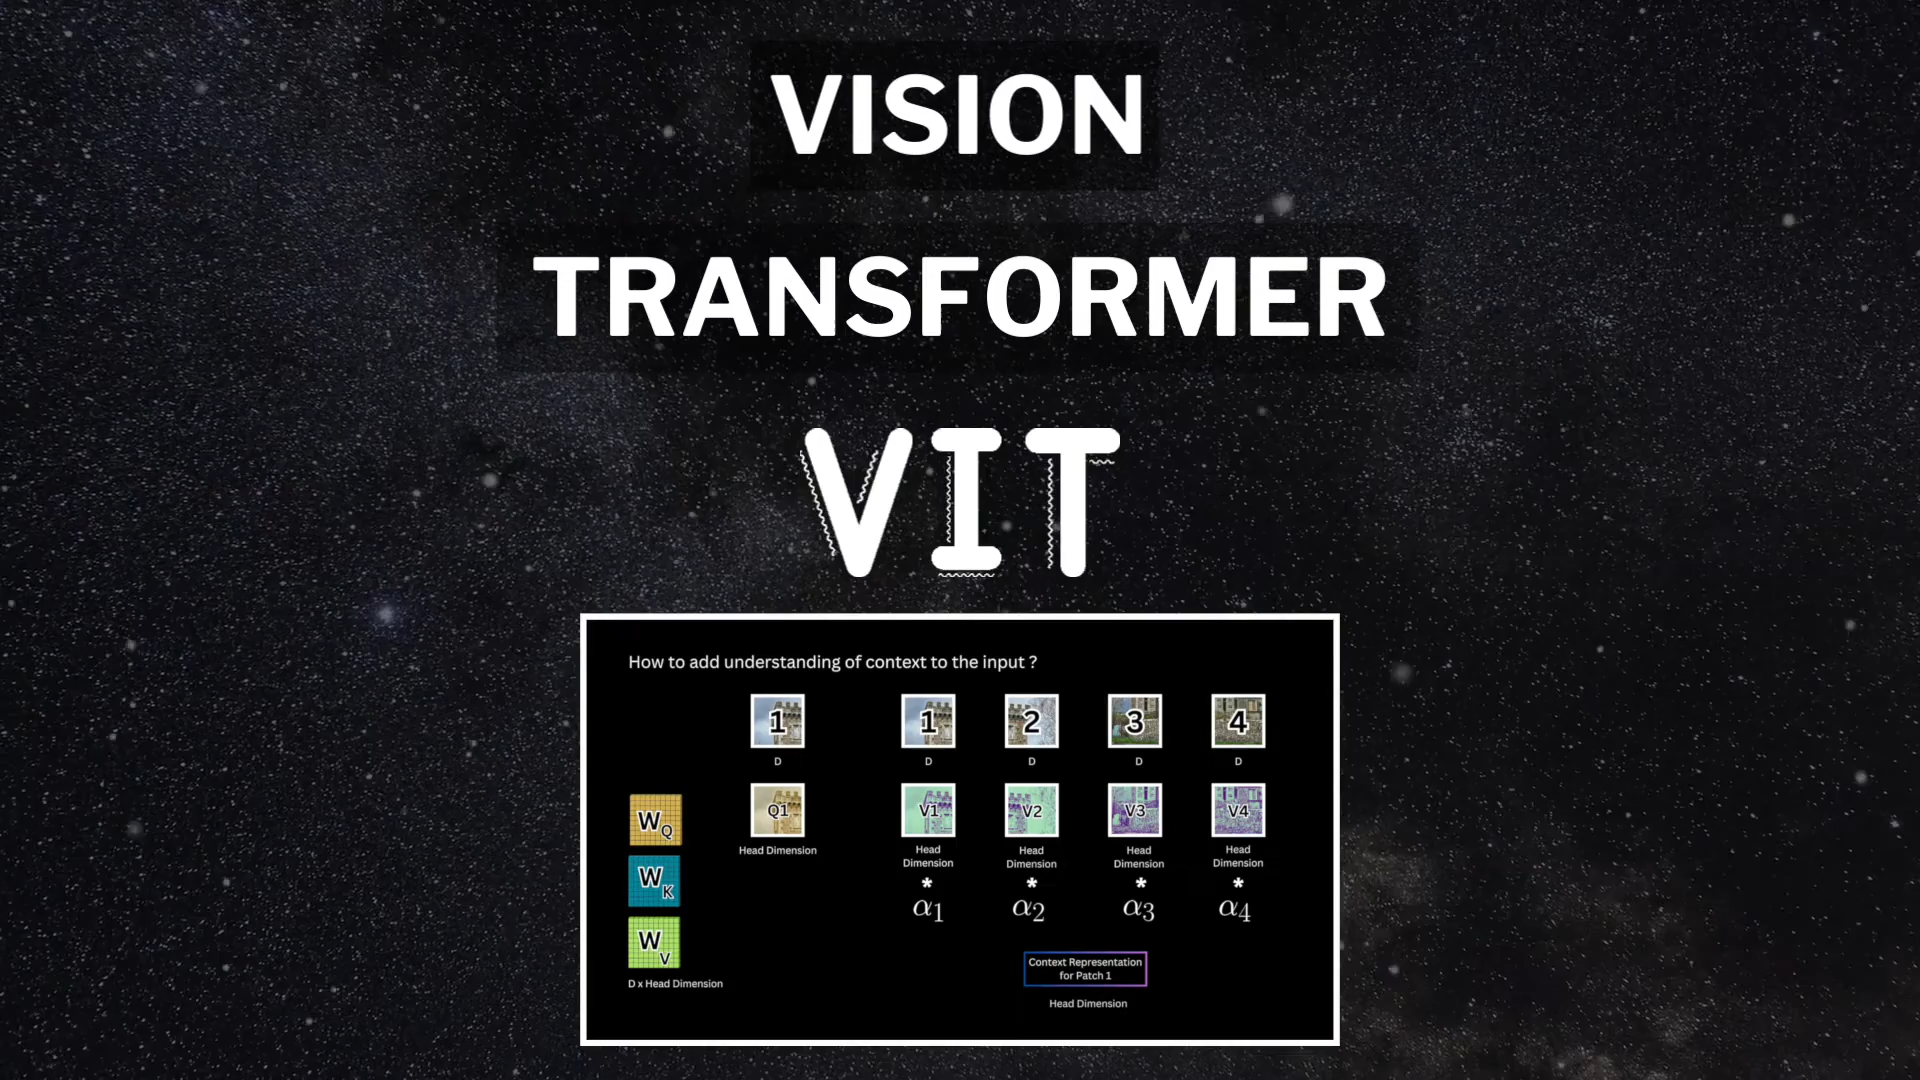 VISION
TRANSFORMER
VIT
How to add understanding of context to the input ?
1 1 2 3 4
D D D D D
Q1 V1 V2 V3 V4
Head Dimension Head Dimension Head Dimension Head Dimension Head Dimension
* * * *
α1 α2 α3 α4
WQ
WK
WV
D x Head Dimension
Context Representation
for Patch 1
Head Dimension